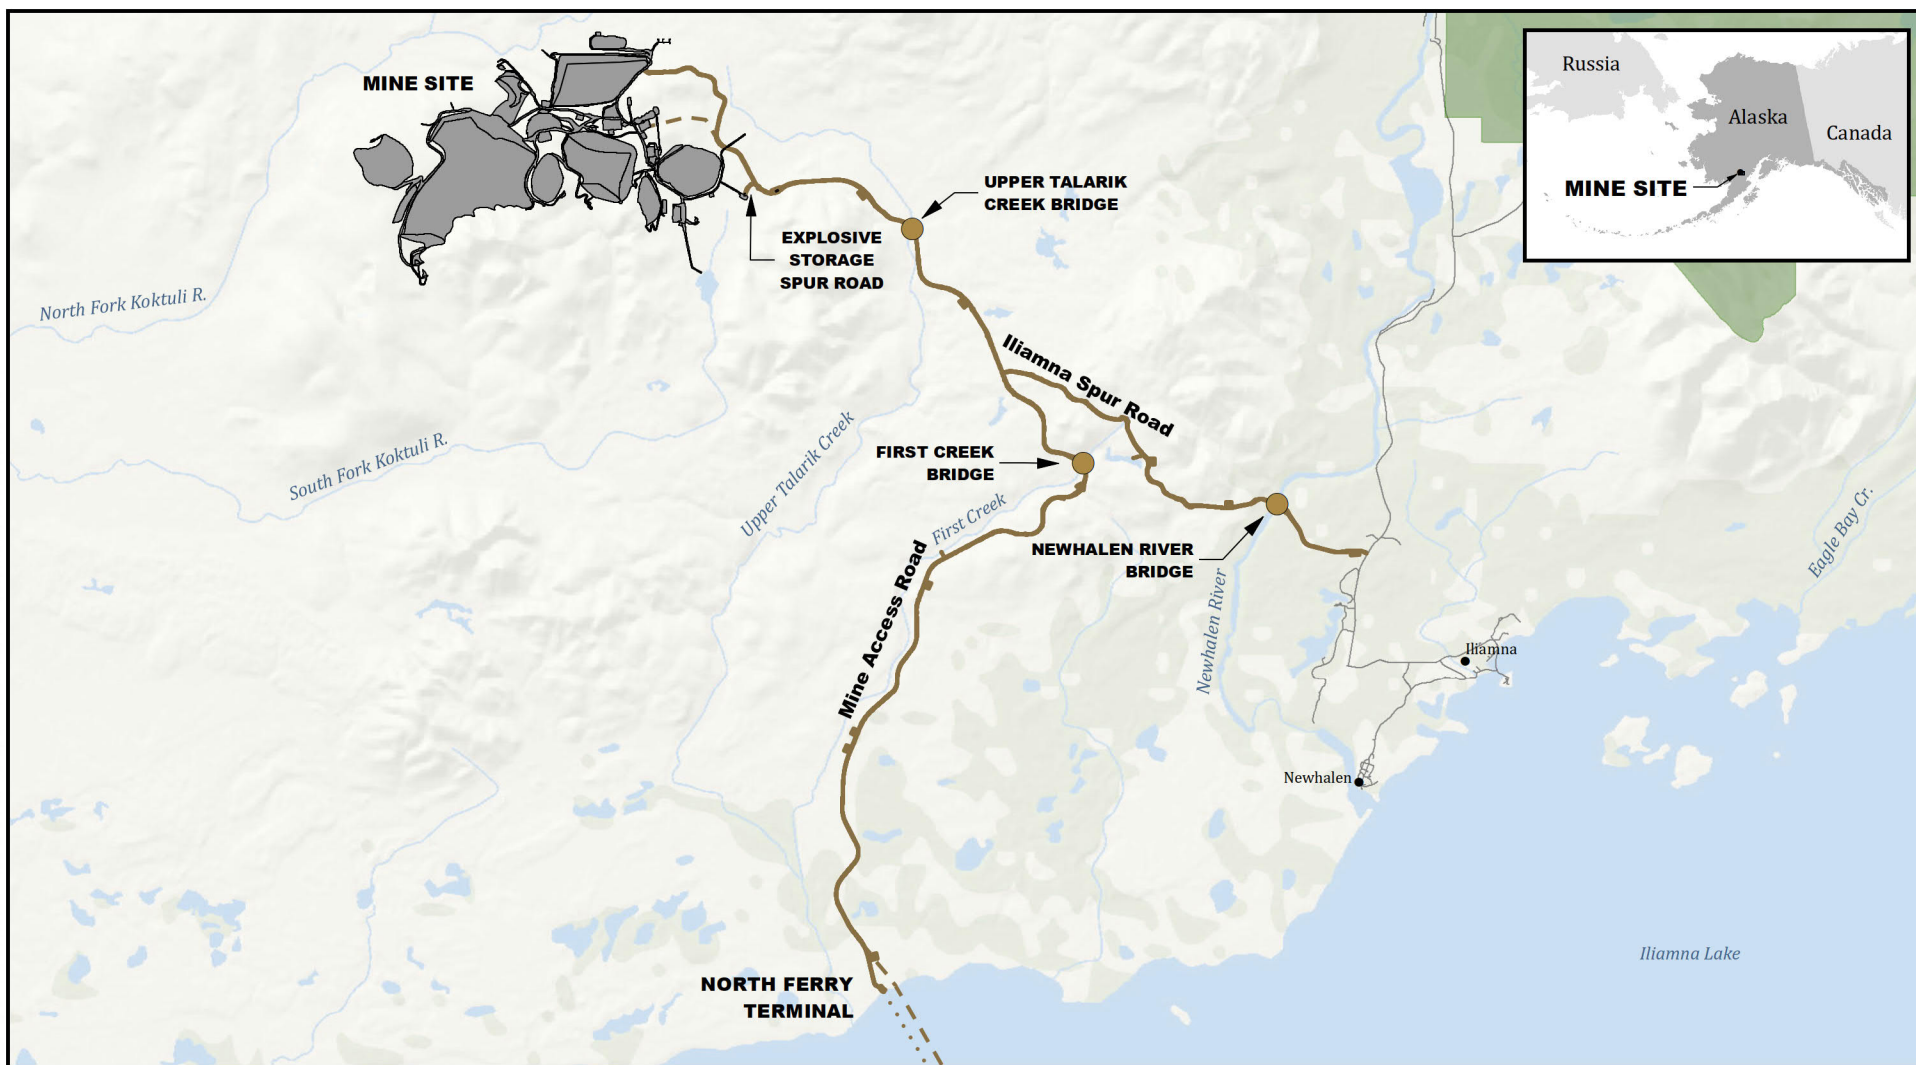 MINE SITE
Russia
Alaska
Canada
MINE SITE
UPPER TALARIK
CREEK BRIDGE
EXPLOSIVE
STORAGE
SPUR ROAD
North Fork Koktuli R.
Iliamna Spur Road
South Fork Koktuli R.
Upper Talarik Creek
FIRST CREEK
BRIDGE
First Creek
NEWHALEN RIVER
BRIDGE
Eagle Bay Cr.
Mine Access Road
Newhalen River
Iliamna
Newhalen
Iliamna Lake
NORTH FERRY
TERMINAL